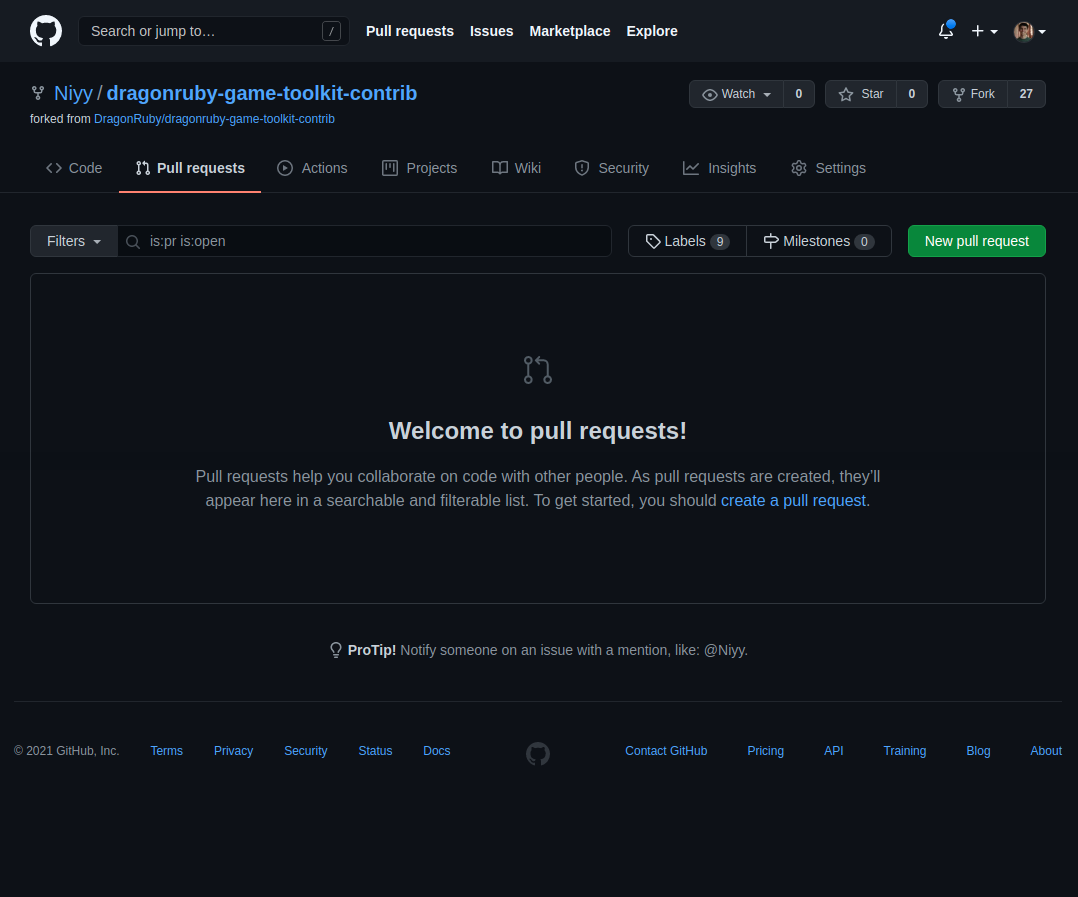 Search or jump to… /
Pull requests Issues Marketplace Explore
Niyy / dragonruby-game-toolkit-contrib
forked from DragonRuby/dragonruby-game-toolkit-contrib
Watch 0 Star 0 Fork 27
Code Pull requests Actions Projects Wiki Security Insights Settings
Filters is:pr is:open Labels 9 Milestones 0 New pull request
Welcome to pull requests!
Pull requests help you collaborate on code with other people. As pull requests are created, they’ll
appear here in a searchable and filterable list. To get started, you should create a pull request.
ProTip! Notify someone on an issue with a mention, like: @Niyy.
© 2021 GitHub, Inc. Terms Privacy Security Status Docs Contact GitHub Pricing API Training Blog About